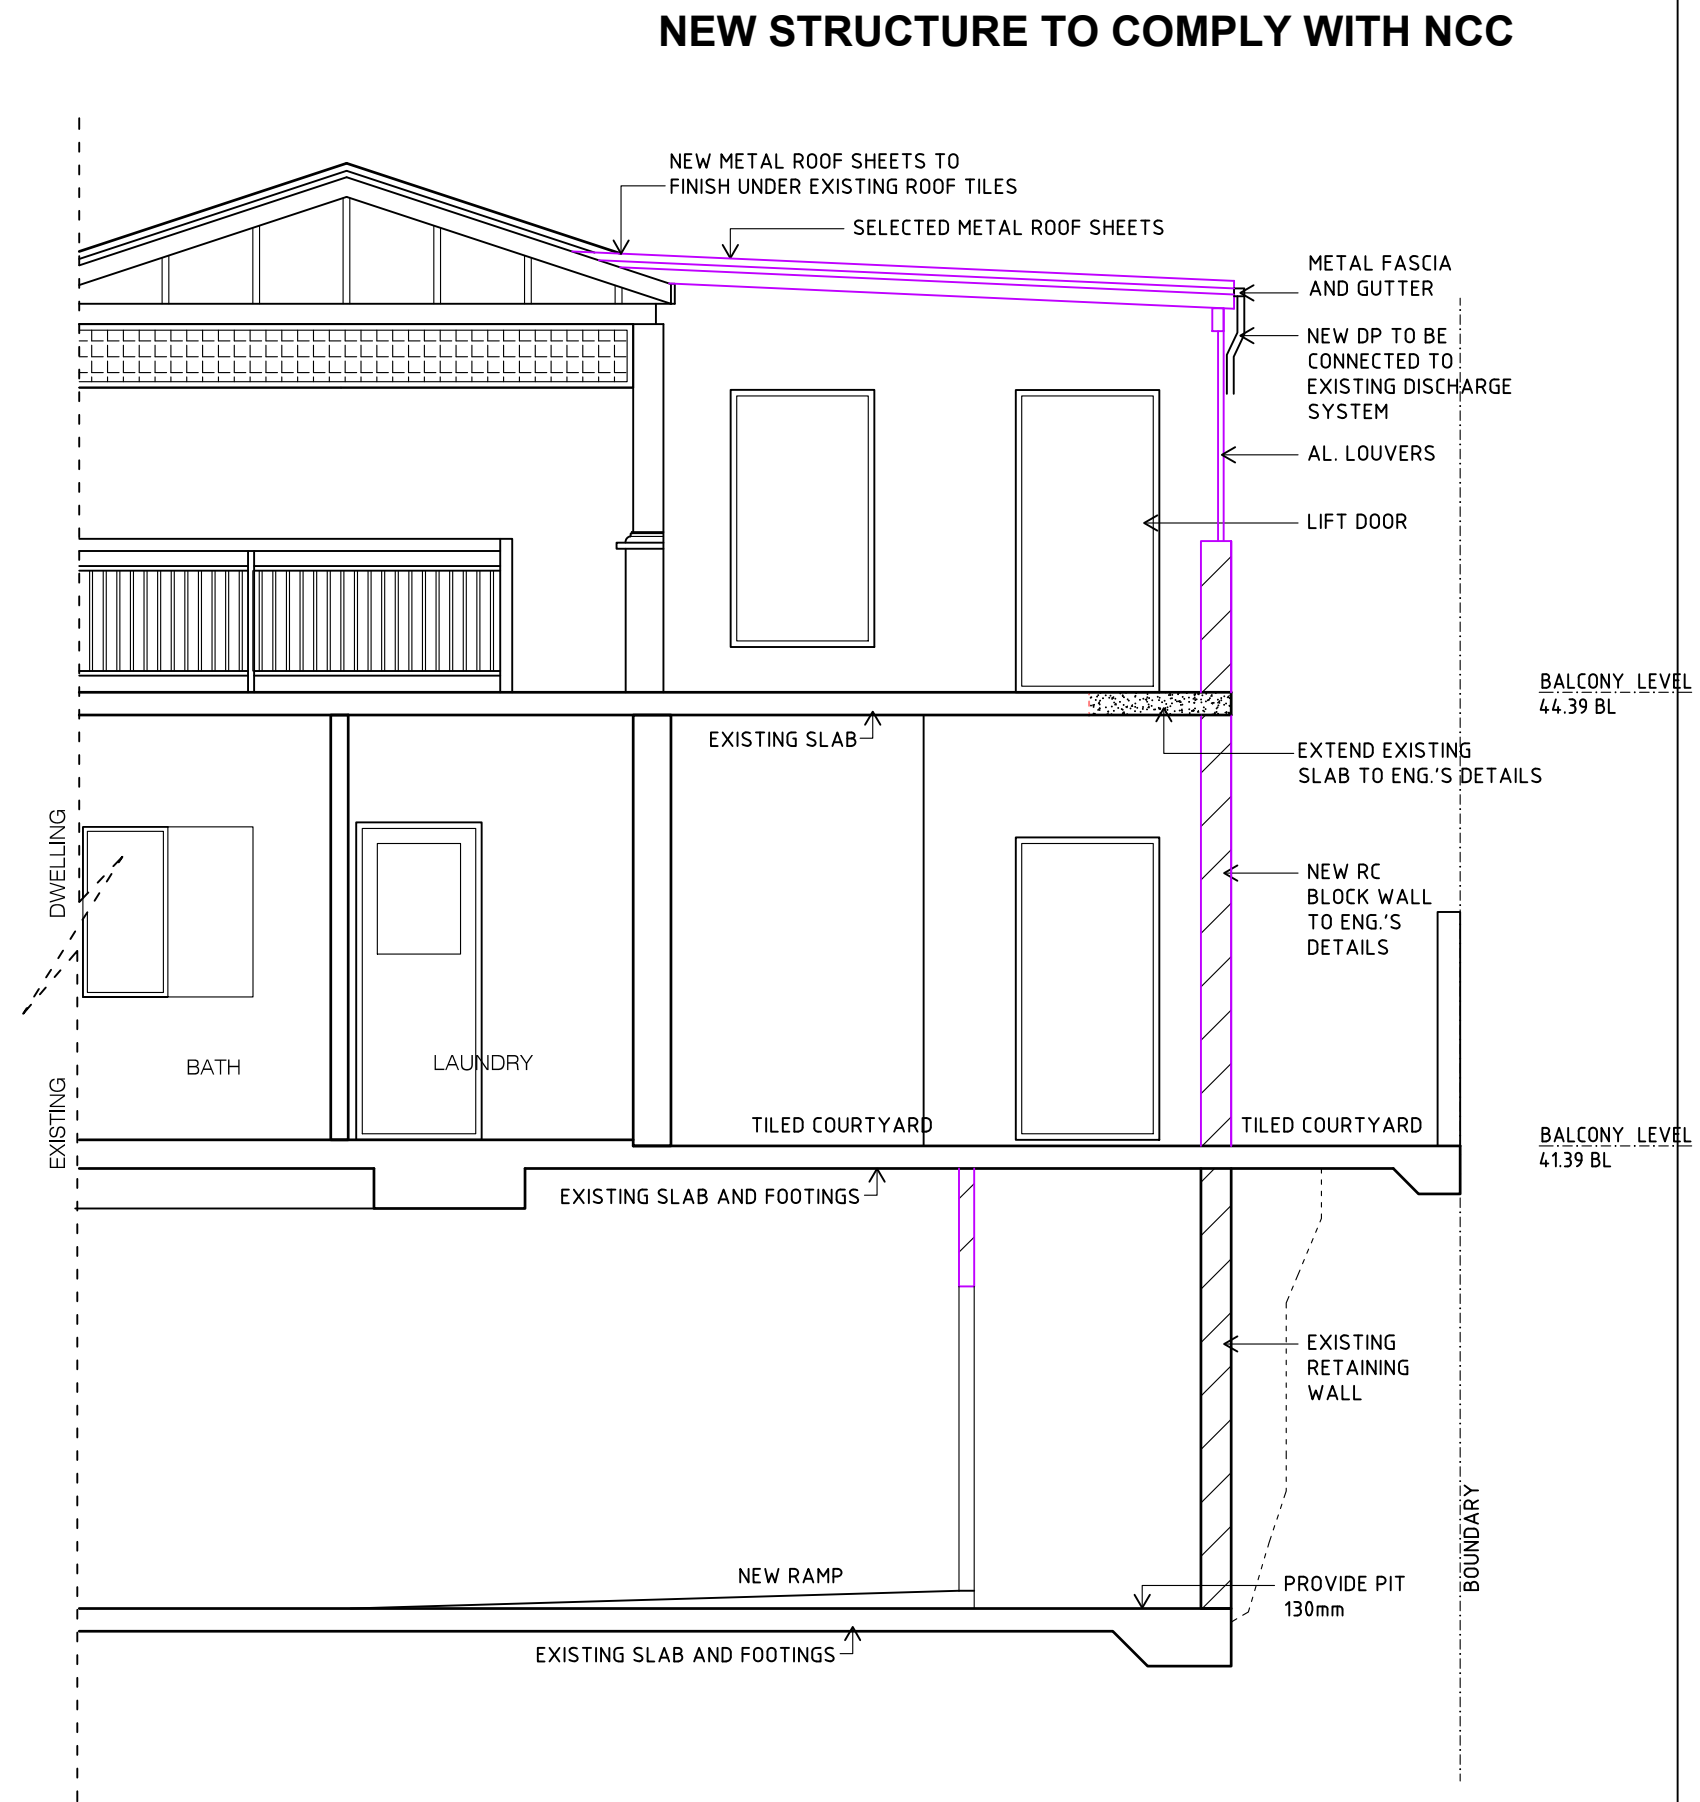 NEW STRUCTURE TO COMPLY WITH NCC
NEW METAL ROOF SHEETS TO
FINISH UNDER EXISTING ROOF TILES
SELECTED METAL ROOF SHEETS
METAL FASCIA
AND GUTTER
NEW DP TO BE
CONNECTED TO
EXISTING DISCHARGE
SYSTEM
AL. LOUVERS
LIFT DOOR
BALCONY LEVEL
44.39 BL
EXISTING SLAB
EXTEND EXISTING
SLAB TO ENG.'S DETAILS
DWELLING
EXISTING
NEW RC
BLOCK WALL
TO ENG.'S
DETAILS
BATH
LAUNDRY
TILED COURTYARD
TILED COURTYARD
BALCONY LEVEL
41.39 BL
EXISTING SLAB AND FOOTINGS
EXISTING
RETAINING
WALL
BOUNDARY
NEW RAMP
PROVIDE PIT
130mm
EXISTING SLAB AND FOOTINGS